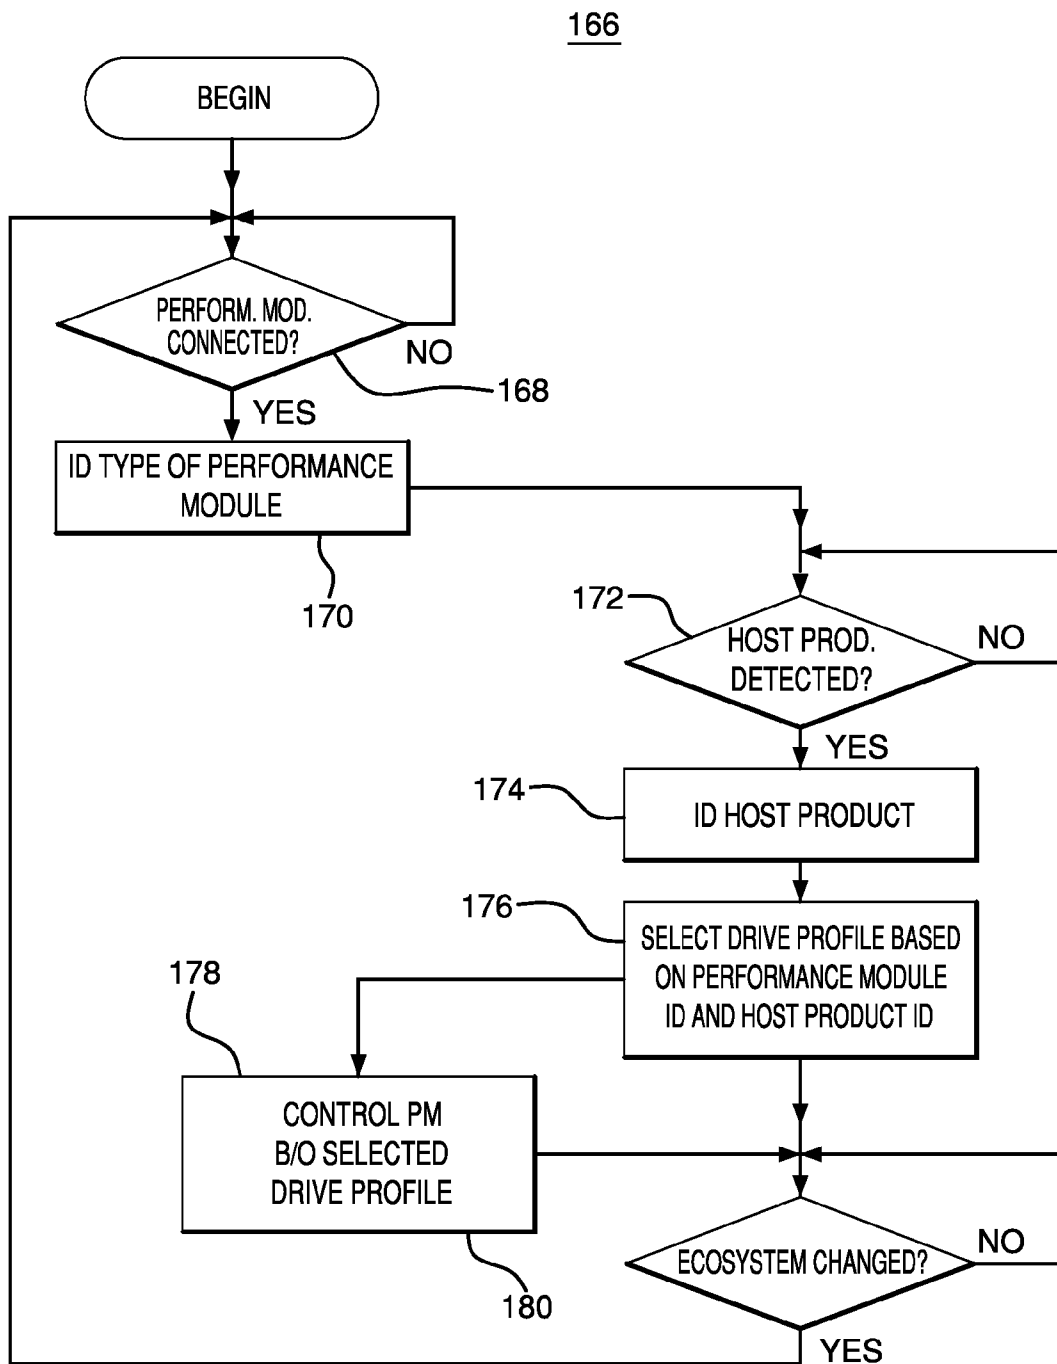 166
BEGIN
PERFORM. MOD.
CONNECTED?
NO
168
YES
ID TYPE OF PERFORMANCE
MODULE
170
172
HOST PROD.
DETECTED?
NO
YES
174
ID HOST PRODUCT
176
SELECT DRIVE PROFILE BASED
ON PERFORMANCE MODULE
ID AND HOST PRODUCT ID
178
CONTROL PM
B/O SELECTED
DRIVE PROFILE
180
ECOSYSTEM CHANGED?
NO
YES